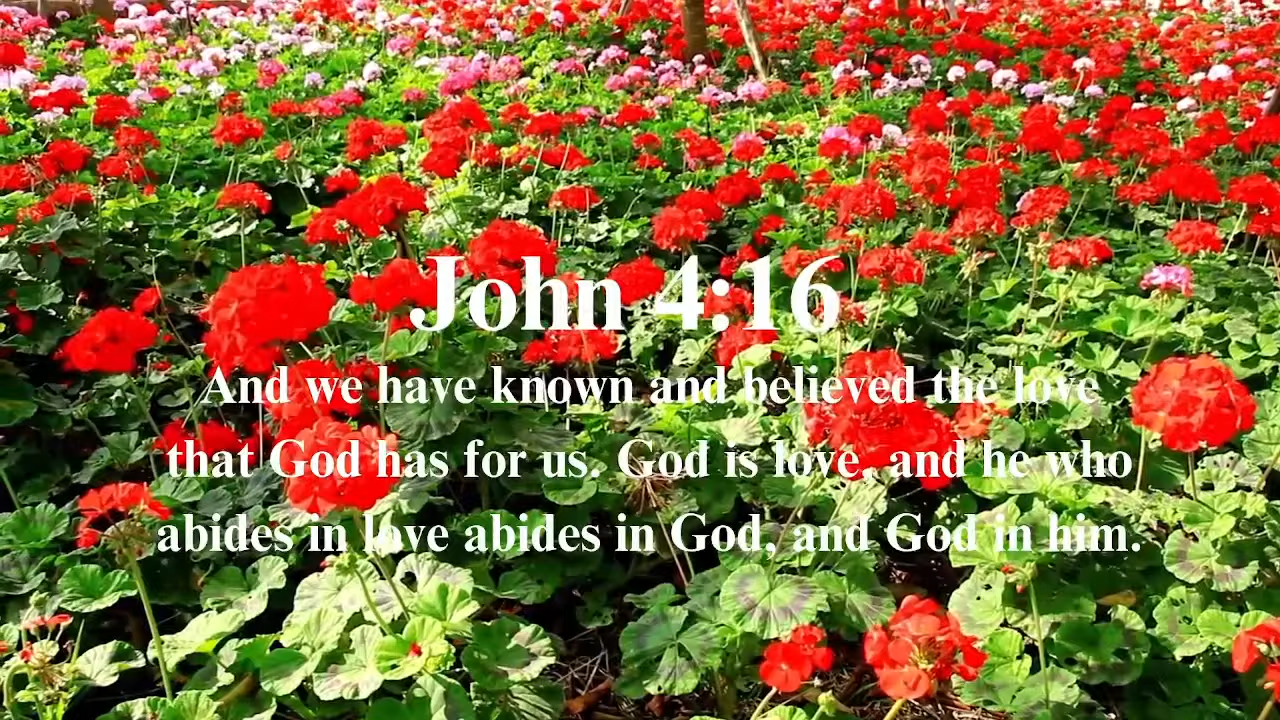 John 4:16
And we have known and believed the love
that God has for us. God is love, and he who
abides in love abides in God, and God in him.